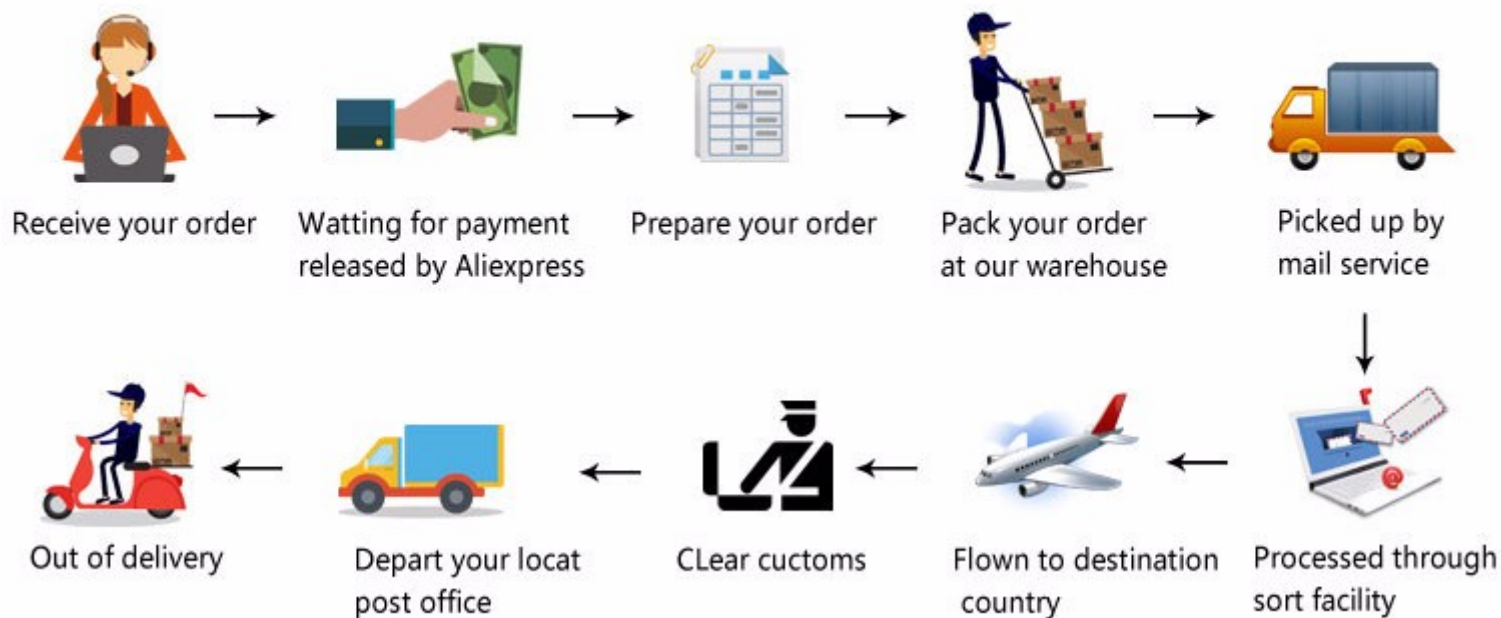 Receive your order
Watting for payment
released by Aliexpress
Prepare your order
Pack your order
at our warehouse
Picked up by
mail service
Processed through
sort facility
Flown to destination
country
CLear cuctoms
Depart your locat
post office
Out of delivery